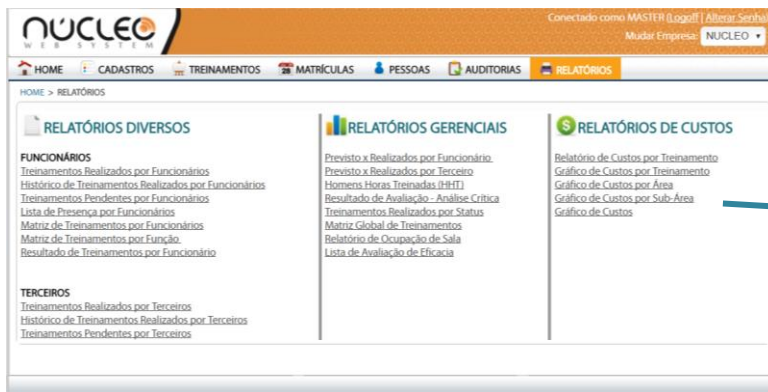 NÚCLEO
WEB SYSTEM
Conectado como MASTER (Logoff | Alterar Senha)
Mudar Empresa: NUCLEO
HOME CADASTROS TREINAMENTOS MATRÍCULAS PESSOAS AUDITORIAS RELATÓRIOS
HOME > RELATÓRIOS
RELATÓRIOS DIVERSOS
FUNCIONÁRIOS
Treinamentos Realizados por Funcionários
Histórico de Treinamentos Realizados por Funcionários
Treinamentos Pendentes por Funcionários
Lista de Presença por Funcionários
Matriz de Treinamentos por Funcionários
Matriz de Treinamentos por Função
Resultado de Treinamentos por Funcionário
TERCEIROS
Treinamentos Realizados por Terceiros
Histórico de Treinamentos Realizados por Terceiros
Treinamentos Pendentes por Terceiros
RELATÓRIOS GERENCIAIS
Previsto x Realizados por Funcionário
Previsto x Realizados por Terceiro
Homens Horas Treinadas (HHT)
Resultado de Avaliação - Análise Crítica
Treinamentos Realizados por Status
Matriz Global de Treinamentos
Relatório de Ocupação de Sala
Lista de Avaliação de Eficacia
RELATÓRIOS DE CUSTOS
Relatório de Custos por Treinamento
Gráfico de Custos por Treinamento
Gráfico de Custos por Área
Gráfico de Custos por Sub-Área
Gráfico de Custos